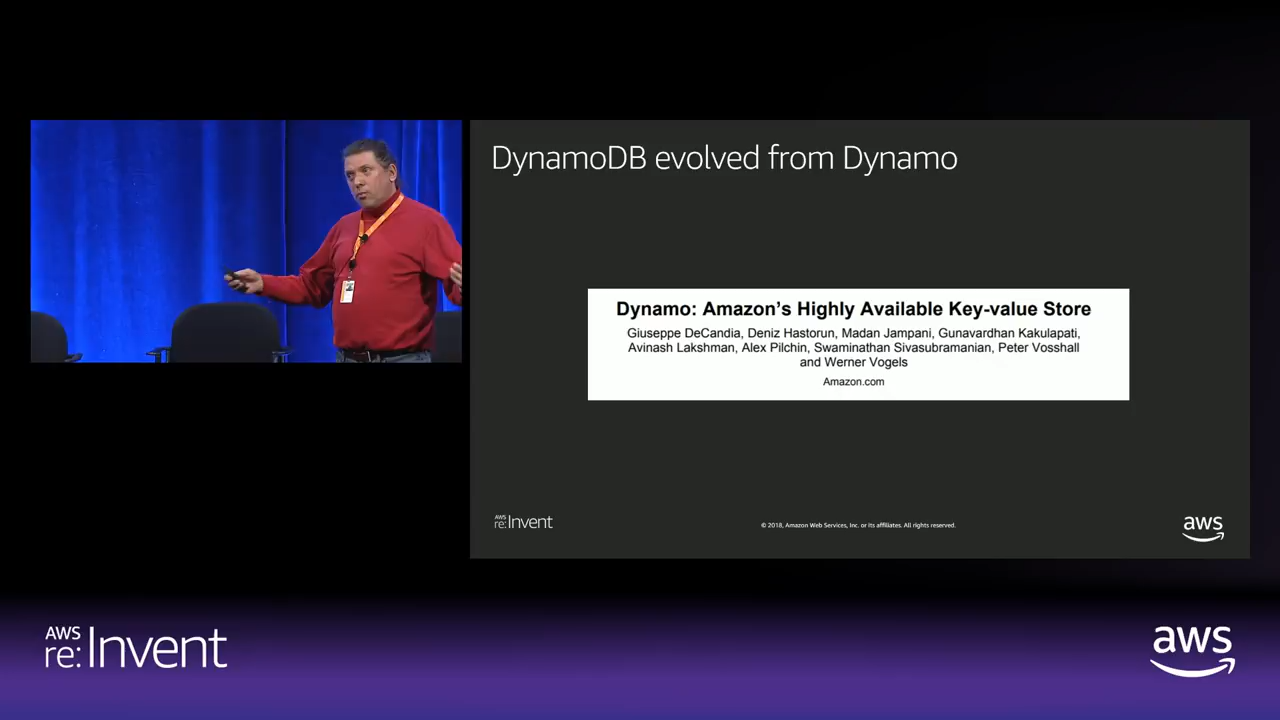 DynamoDB evolved from Dynamo
Dynamo: Amazon's Highly Available Key-value Store
Giuseppe DeCandia, Deniz Hastorun, Madan Jampani, Gunavardhan Kakulapati,
Avinash Lakshman, Alex Pilchin, Swaminathan Sivasubramanian, Peter Vosshall
and Werner Vogels
Amazon.com
AWS
re:Invent
© 2018, Amazon Web Services, Inc. or its affiliates. All rights reserved.
aws
AWS
re:Invent
aws